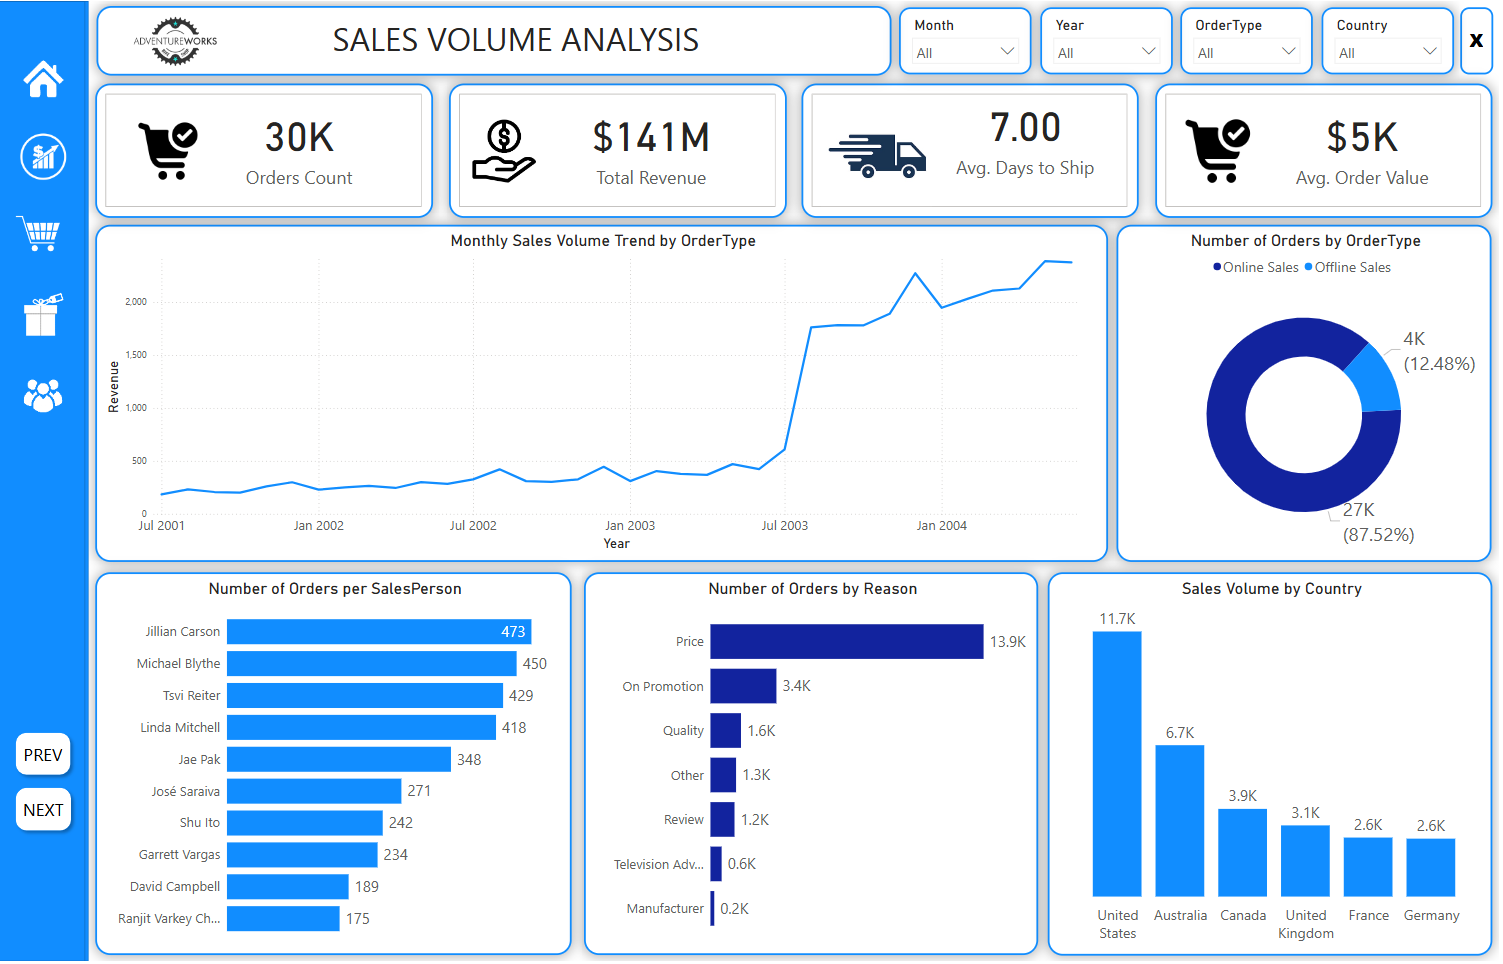 ADVENTUREWORKS
SALES VOLUME ANALYSIS
Month
All
Year
All
OrderType
All
Country
All
X
30K
Orders Count
$141M
Total Revenue
7.00
Avg. Days to Ship
$5K
Avg. Order Value
Monthly Sales Volume Trend by OrderType
Revenue
2,000
1,500
1,000
500
0
Jul 2001
Jan 2002
Jul 2002
Jan 2003
Jul 2003
Jan 2004
Year
Number of Orders by OrderType
Online Sales
Offline Sales
4K
(12.48%)
27K
(87.52%)
Number of Orders per SalesPerson
Jillian Carson 473
Michael Blythe 450
Tsvi Reiter 429
Linda Mitchell 418
Jae Pak 348
José Saraiva 271
Shu Ito 242
Garrett Vargas 234
David Campbell 189
Ranjit Varkey Ch... 175
Number of Orders by Reason
Price 13.9K
On Promotion 3.4K
Quality 1.6K
Other 1.3K
Review 1.2K
Television Adv... 0.6K
Manufacturer 0.2K
Sales Volume by Country
11.7K
6.7K
3.9K
3.1K
2.6K
2.6K
United
States
Australia
Canada
United
Kingdom
France
Germany
PREV
NEXT